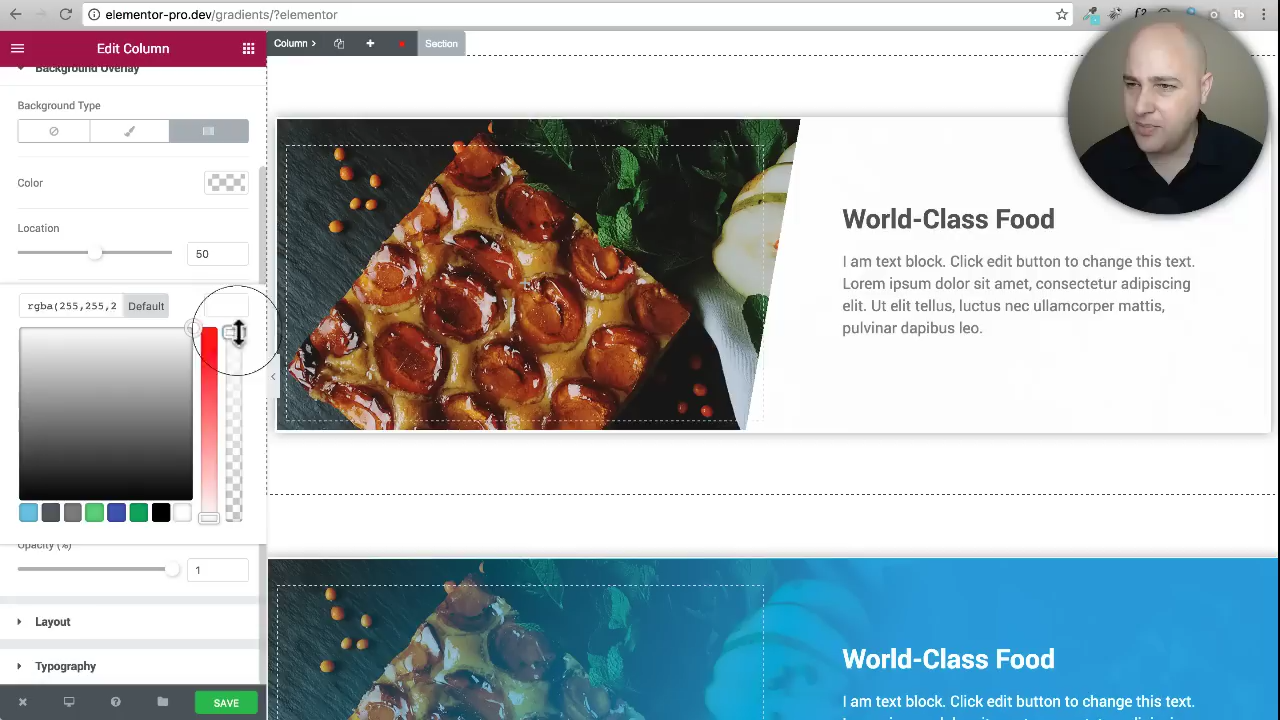 elementor-pro.dev/gradients/?elementor
Edit Column
Column
Section
Background Overlay
Background Type
Color
Location
50
rgba(255,255,2
Default
Opacity (%)
1
Layout
Typography
SAVE
World-Class Food
I am text block. Click edit button to change this text.
Lorem ipsum dolor sit amet, consectetur adipiscing
elit. Ut elit tellus, luctus nec ullamcorper mattis,
pulvinar dapibus leo.
World-Class Food
I am text block. Click edit button to change this text.